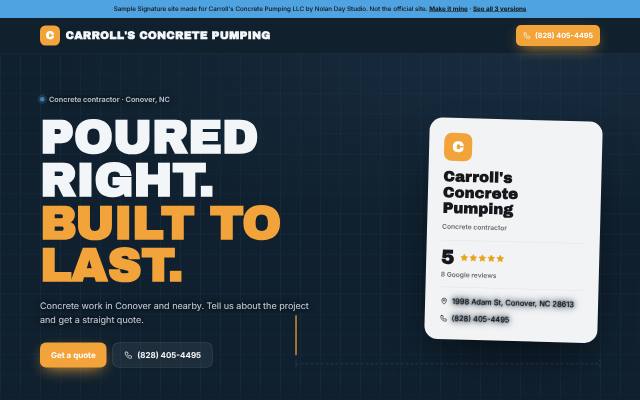 Sample Signature site made for Carroll's Concrete Pumping LLC by Nolan Day Studio. Not the official site. Make it mine · See all 3 versions
C CARROLL'S CONCRETE PUMPING
(828) 405-4495
Concrete contractor · Conover, NC
POURED
RIGHT.
BUILT TO
LAST.
Concrete work in Conover and nearby. Tell us about the project
and get a straight quote.
Get a quote
(828) 405-4495
C
Carroll's
Concrete
Pumping
Concrete contractor
5 ★★★★★
8 Google reviews
1998 Adam St, Conover, NC 28613
(828) 405-4495